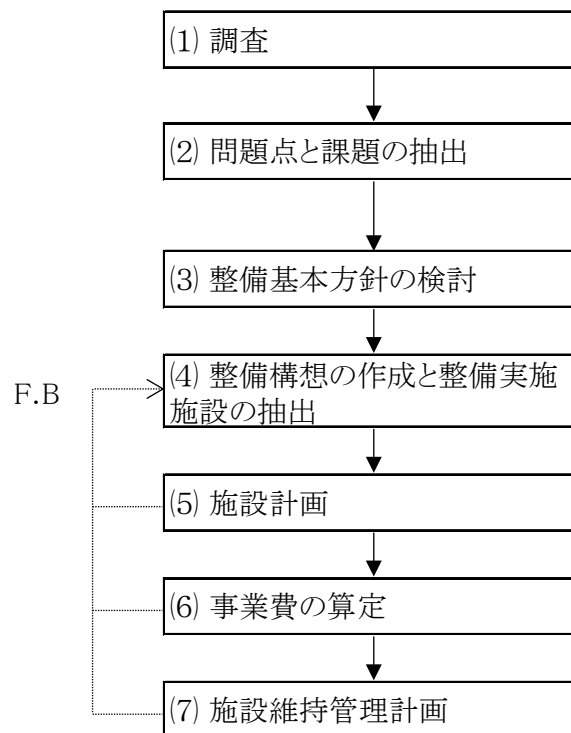 ⑴ 調査
⑵ 問題点と課題の抽出
⑶ 整備基本方針の検討
F.B
⑷ 整備構想の作成と整備実施
施設の抽出
⑸ 施設計画
⑹ 事業費の算定
⑺ 施設維持管理計画